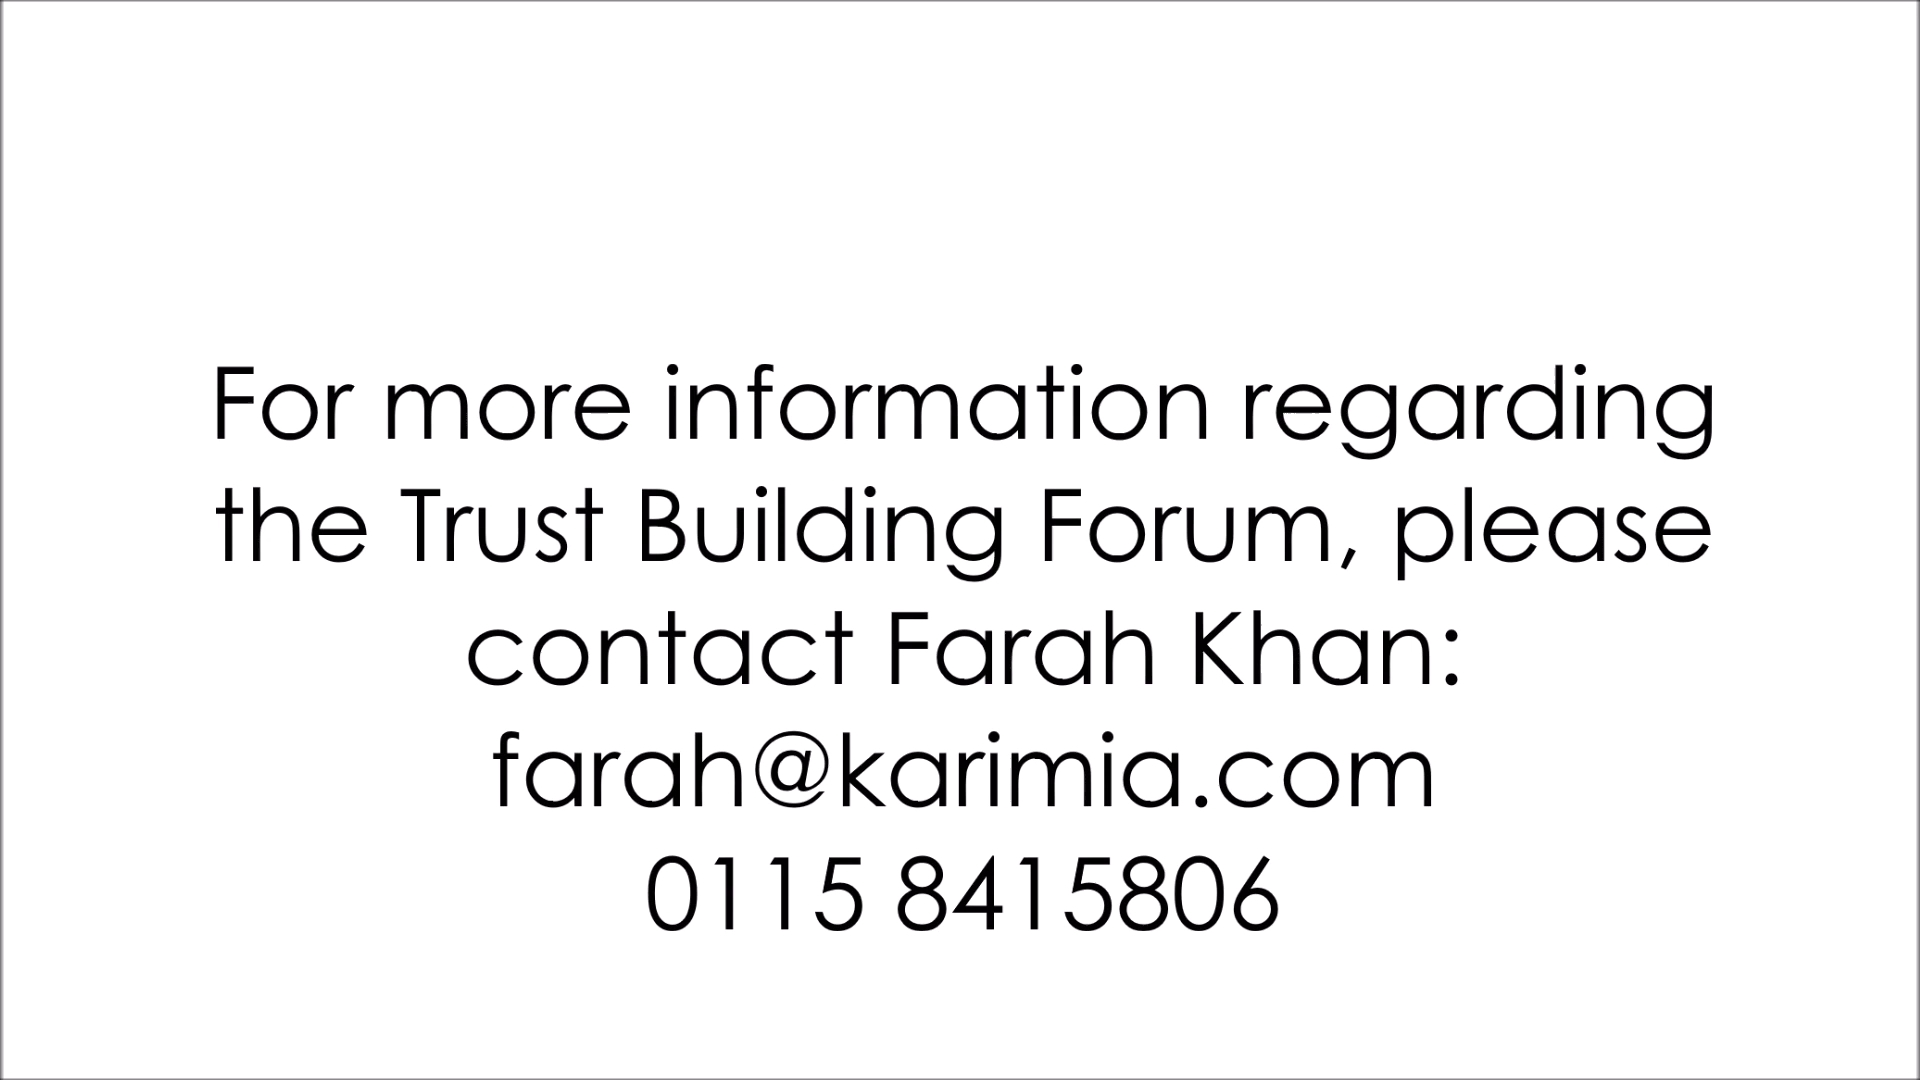 For more information regarding
the Trust Building Forum, please
contact Farah Khan:
farah@karimia.com
0115 8415806